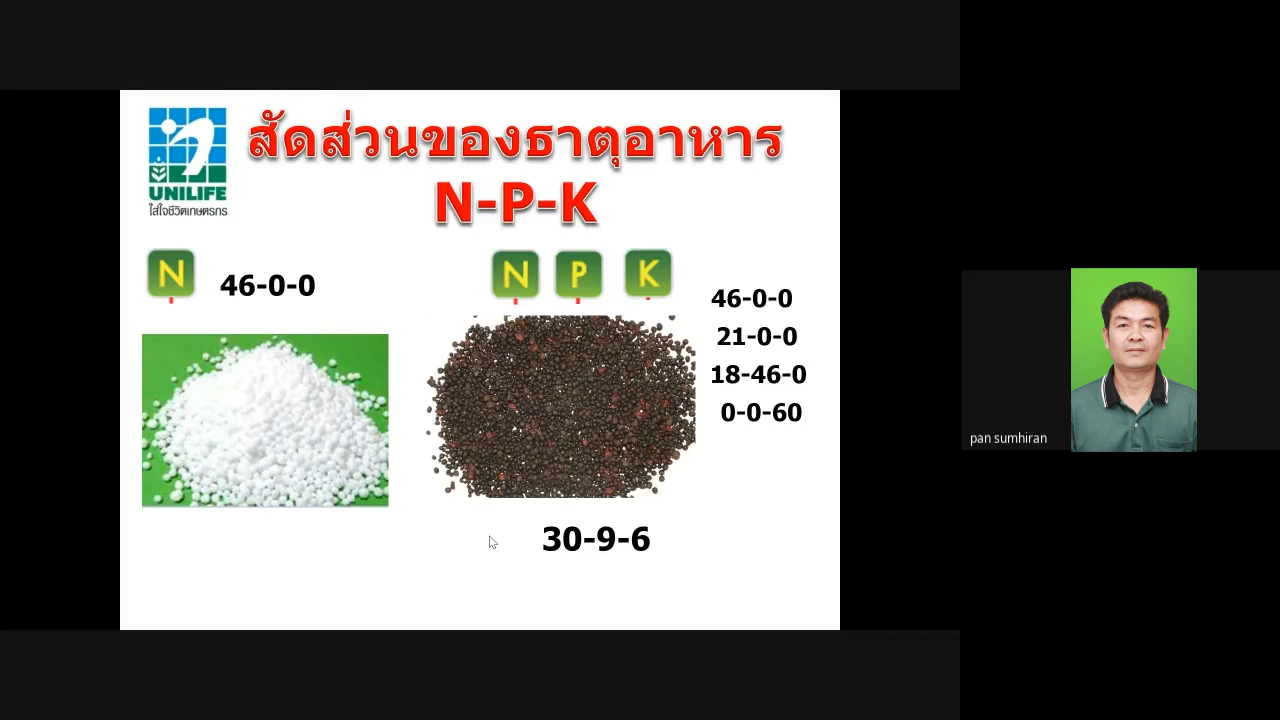 สัดส่วนของธาตุอาหาร
N-P-K
UNILIFE
ใส่ใจชีวิตเกษตรกร
N
46-0-0
N P K
46-0-0
21-0-0
18-46-0
0-0-60
30-9-6
pan sumhiran